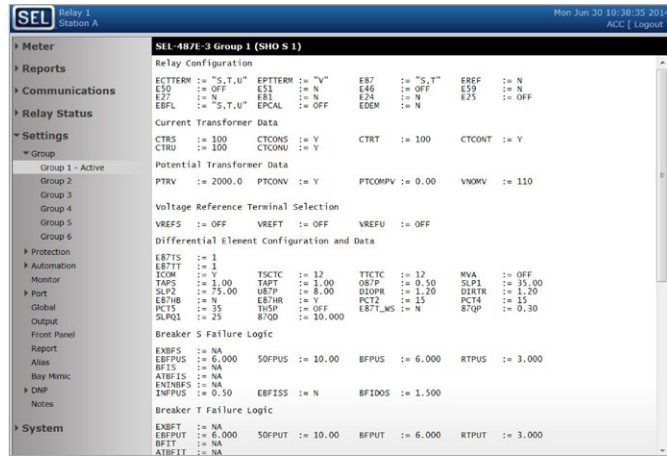 SEL Relay 1
Station A
Mon Jun 30 10:38:35 2014
ACC [ Logout
Meter
Reports
Communications
Relay Status
Settings
Group
Group 1 - Active
Group 2
Group 3
Group 4
Group 5
Group 6
Protection
Automation
Monitor
Port
Global
Output
Front Panel
Report
Alias
Bay Mimic
DNP
Notes
System
SEL-487E-3 Group 1 (SHO S 1)
Relay Configuration
ECTTERM := "S,T,U" EPTTERM := "V" E87 := "S,T" EREF := N
E50 := OFF E51 := N E46 := OFF E59 := N
E27 := N E81 := N E24 := N E25 := OFF
EBFL := "S,T,U" EPCAL := OFF EDEM := N
Current Transformer Data
CTRS := 100 CTCONS := Y CTRT := 100 CTCONT := Y
CTRU := 100 CTCONU := Y
Potential Transformer Data
PTRV := 2000.0 PTCONV := Y PTCOMPV := 0.00 VNOMV := 110
Voltage Reference Terminal Selection
VREFS := OFF VREFT := OFF VREFU := OFF
Differential Element Configuration and Data
E87TS := 1
E87TT := 1
ICOM := Y TSCTC := 12 TTCTC := 12 MVA := OFF
TAPS := 1.00 TAPT := 1.00 O87P := 0.50 SLP1 := 35.00
SLP2 := 75.00 U87P := 8.00 DIOPR := 1.20 DIRTR := 1.20
E87HB := N E87HR := Y PCT2 := 15 PCT4 := 15
PCT5 := 35 TH5P := OFF E87T_WS := N 87QP := 0.30
SLPQ1 := 25 87QD := 10.000
Breaker S Failure Logic
EXBFS := NA
EBFPUS := 6.000 50FPUS := 10.00 BFPUS := 6.000 RTPUS := 3.000
BFIS := NA
ATBFIS := NA
ENINBFS := NA
INFPUS := 0.50 EBFISS := N BFIDOS := 1.500
Breaker T Failure Logic
EXBFT := NA
EBFPUT := 6.000 50FPUT := 10.00 BFPUT := 6.000 RTPUT := 3.000
BFIT := NA
ATBFIT := NA